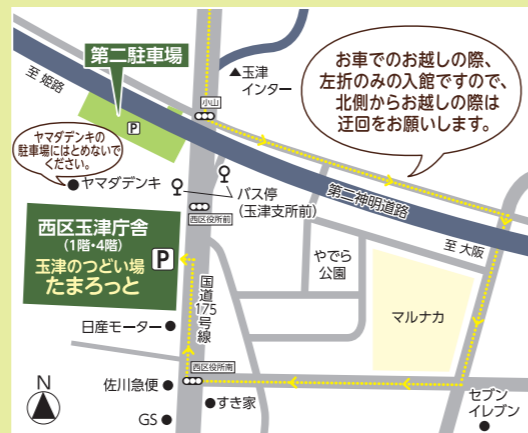 至 姫路
第二駐車場
▲玉津
インター
小山
P
お車でのお越しの際、
左折のみの入館ですので、
北側からお越しの際は
迂回をお願いします。
ヤマダデンキの
駐車場にはとめないで
ください。
ヤマダデンキ
バス停
(玉津支所前)
第二神明道路
至 大阪
西区役所前
西区玉津庁舎
(1階・4階)
玉津のつどい場
たまろっと
P
国道175号線
やでら
公園
マルナカ
日産モーター
西区役所南
佐川急便
すき家
GS
セブン
イレブン
N